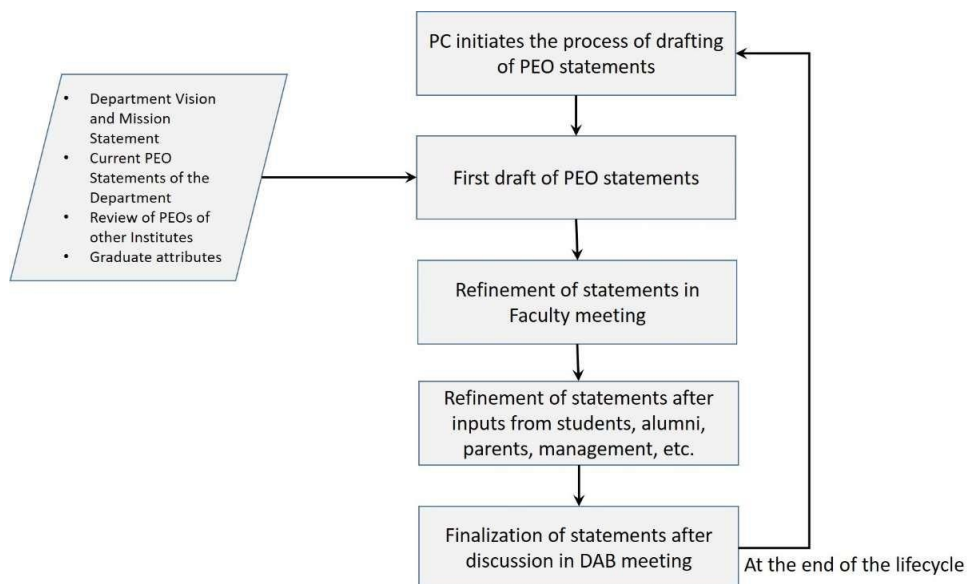 PC initiates the process of drafting
of PEO statements
• Department Vision
and Mission
Statement
• Current PEO
Statements of the
Department
• Review of PEOs of
other Institutes
• Graduate attributes
First draft of PEO statements
Refinement of statements in
Faculty meeting
Refinement of statements after
inputs from students, alumni,
parents, management, etc.
Finalization of statements after
discussion in DAB meeting
At the end of the lifecycle